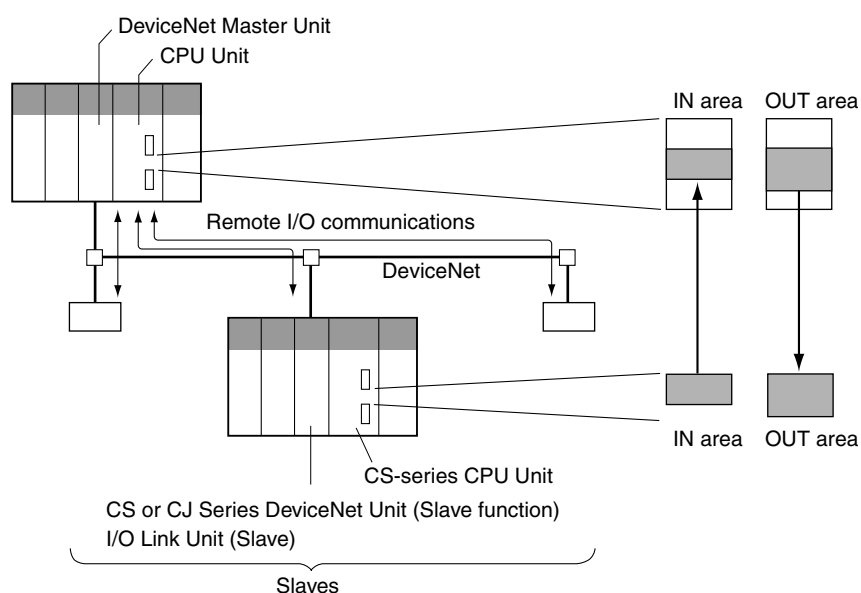 DeviceNet Master Unit
CPU Unit
IN area
OUT area
Remote I/O communications
DeviceNet
IN area
OUT area
CS-series CPU Unit
CS or CJ Series DeviceNet Unit (Slave function)
I/O Link Unit (Slave)
Slaves